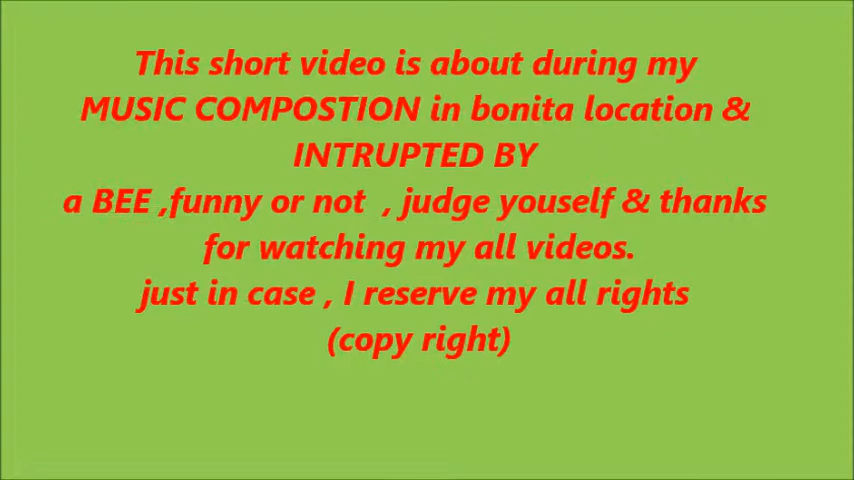 This short video is about during my
MUSIC COMPOSTION in bonita location &
INTRUPTED BY
a BEE ,funny or not , judge youself & thanks
for watching my all videos.
just in case , I reserve my all rights
(copy right)